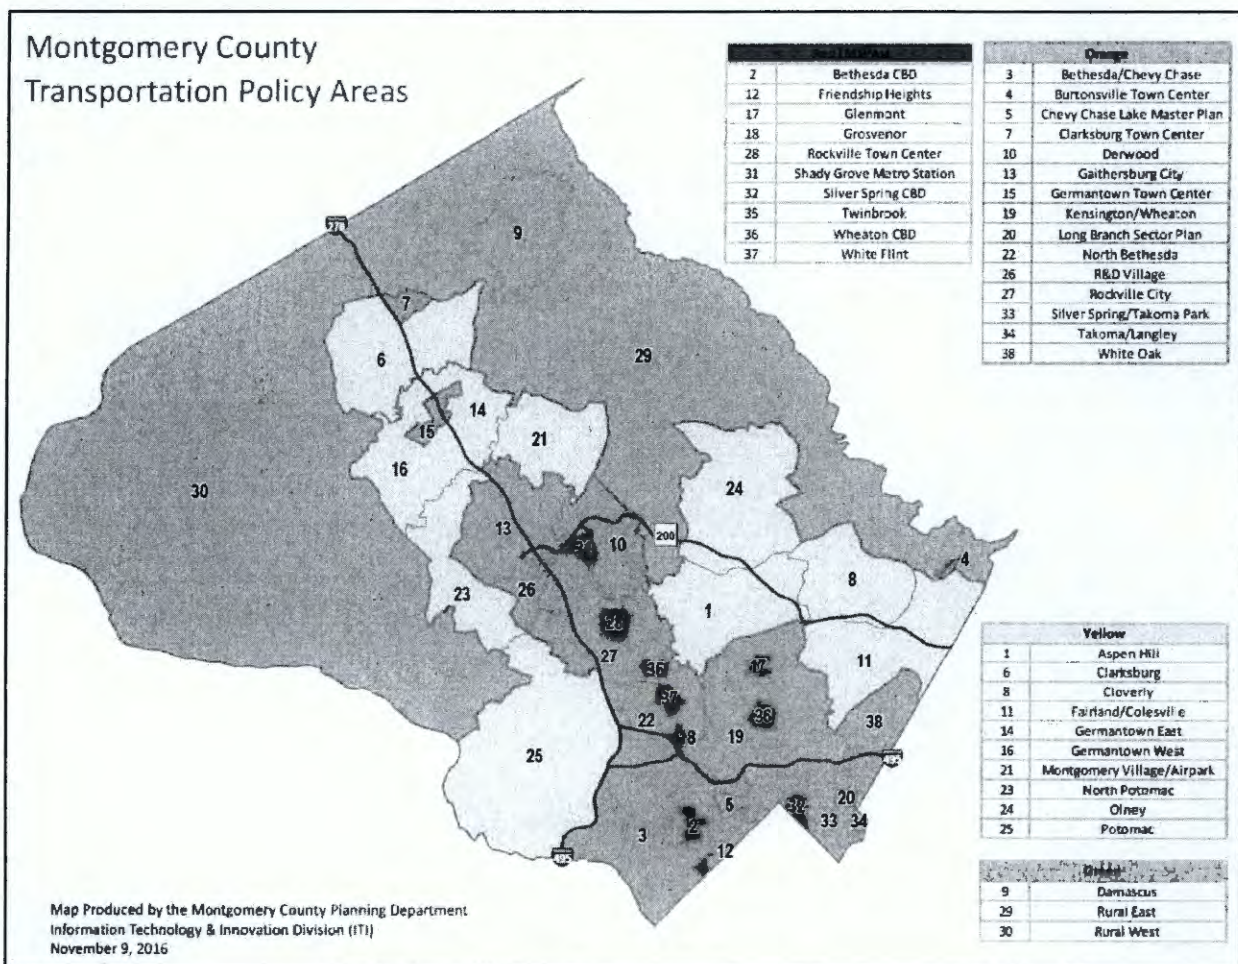 Montgomery County
Transportation Policy Areas
2 Bethesda CBD
12 Friendship Heights
17 Glenmont
18 Grosvenor
28 Rockville Town Center
31 Shady Grove Metro Station
32 Silver Spring CBD
35 Twinbrook
36 Wheaton CBD
37 White Flint
Orange
3 Bethesda/Chevy Chase
4 Burtonsville Town Center
5 Chevy Chase Lake Master Plan
7 Clarksburg Town Center
10 Derwood
13 Gaithersburg City
15 Germantown Town Center
19 Kensington/Wheaton
20 Long Branch Sector Plan
22 North Bethesda
26 R&D Village
27 Rockville City
33 Silver Spring/Takoma Park
34 Takoma/Langley
38 White Oak
270
9
7
6
29
14
15
21
16
30
24
13
200
10
4
8
26
23
1
28
27
11
17
37
36
22
19
38
25
495
5
20
32
33
34
3
2
12
495
Yellow
1 Aspen Hill
6 Clarksburg
8 Cloverly
11 Fairland/Colesville
14 Germantown East
16 Germantown West
21 Montgomery Village/Airpark
23 North Potomac
24 Olney
25 Potomac
Green
9 Damascus
29 Rural East
30 Rural West
Map Produced by the Montgomery County Planning Department
Information Technology & Innovation Division (ITI)
November 9, 2016